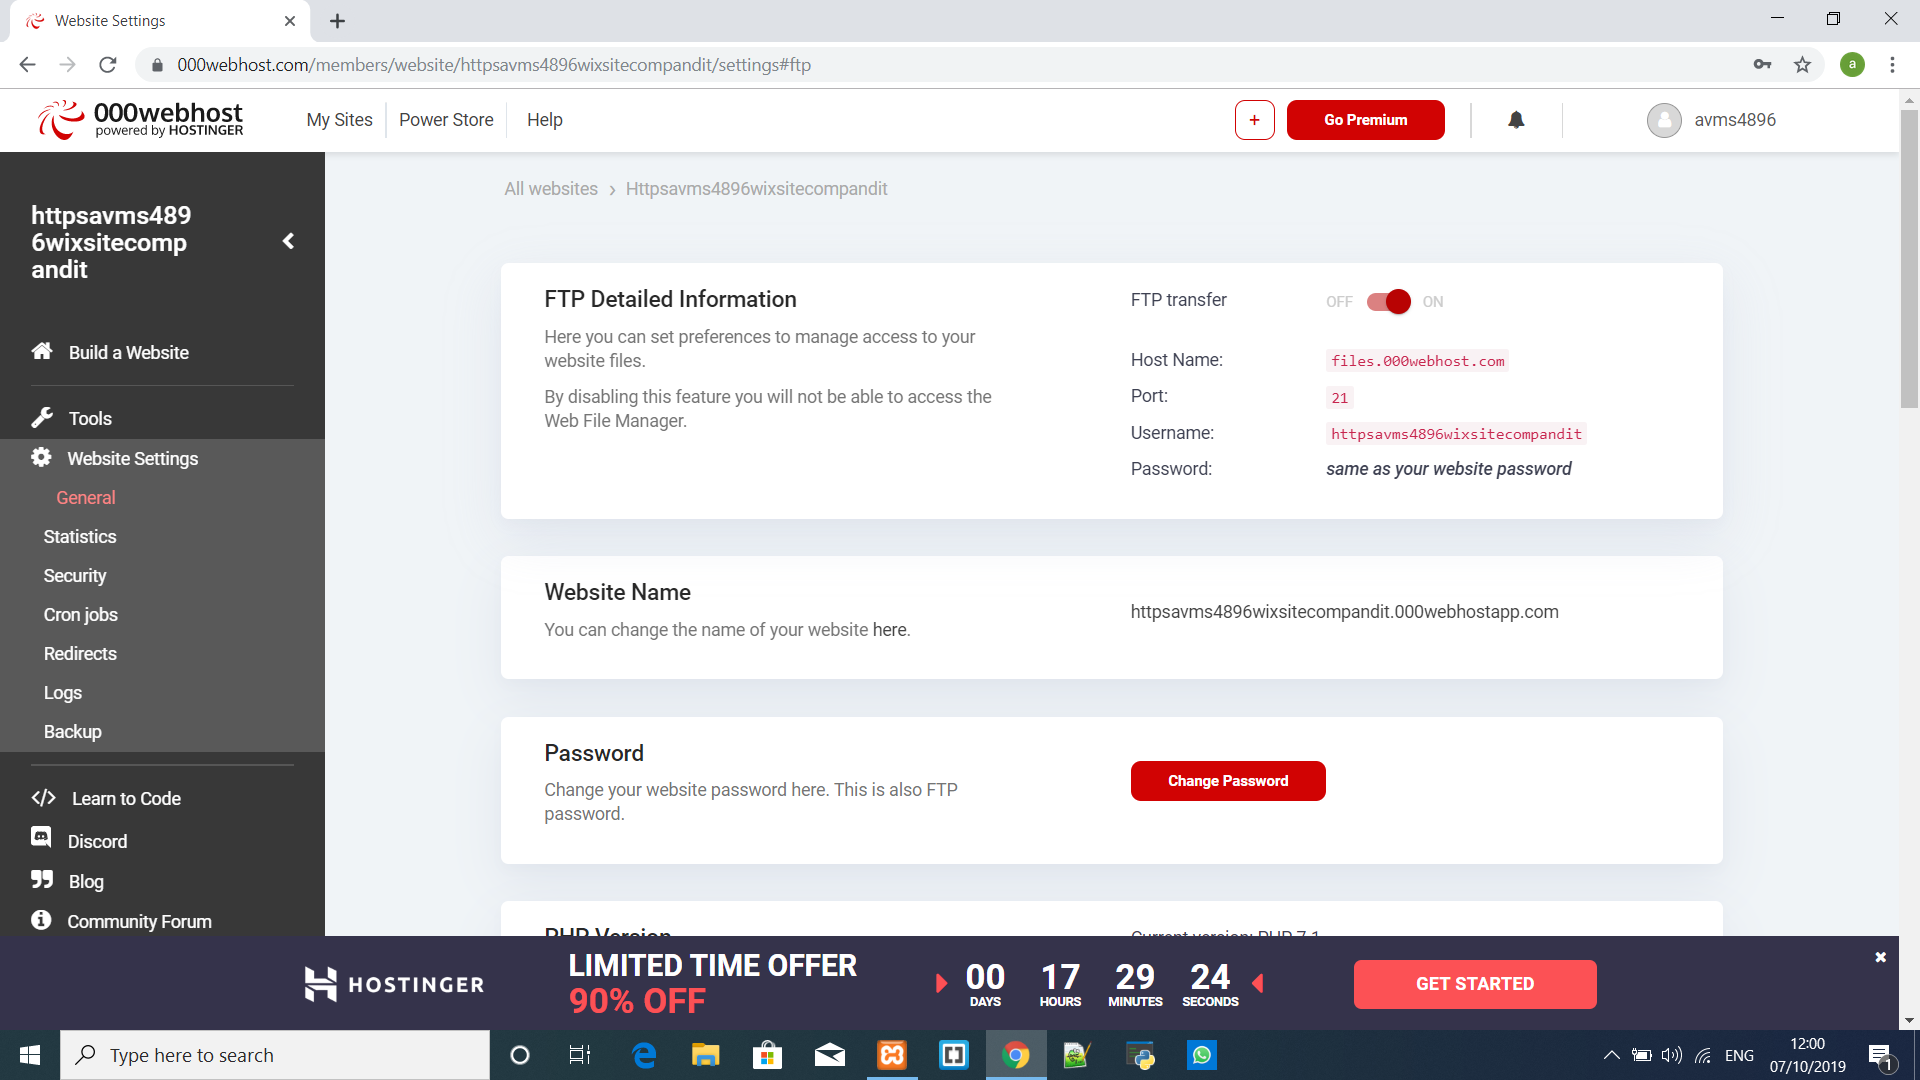 Website Settings
000webhost.com/members/website/httpsavms4896wixsitecompandit/settings#ftp
a
000webhost
powered by HOSTINGER
My Sites
Power Store
Help
+
Go Premium
avms4896
httpsavms489
6wixsitecomp
andit
Build a Website
Tools
Website Settings
General
Statistics
Security
Cron jobs
Redirects
Logs
Backup
Learn to Code
Discord
Blog
Community Forum
All websites › Httpsavms4896wixsitecompandit
FTP Detailed Information
Here you can set preferences to manage access to your
website files.
By disabling this feature you will not be able to access the
Web File Manager.
FTP transfer OFF ON
Host Name: files.000webhost.com
Port: 21
Username: httpsavms4896wixsitecompandit
Password: same as your website password
Website Name
You can change the name of your website here.
httpsavms4896wixsitecompandit.000webhostapp.com
Password
Change your website password here. This is also FTP
password.
Change Password
PHP Version
Current version: PHP 7.1
HOSTINGER
LIMITED TIME OFFER
90% OFF
00 17 29 24
DAYS HOURS MINUTES SECONDS
GET STARTED
Type here to search
ENG
12:00
07/10/2019
1